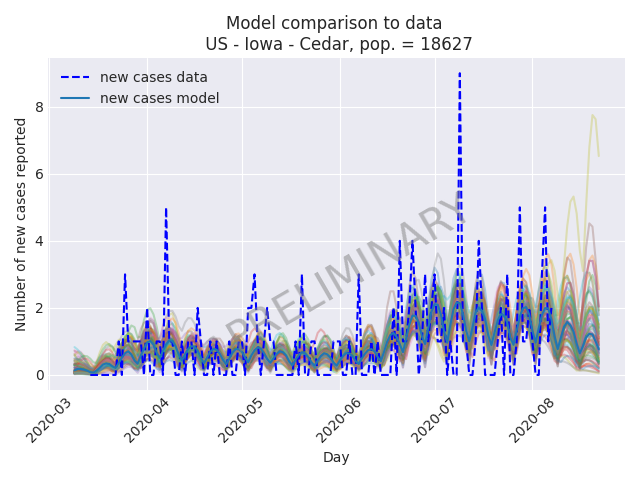 Model comparison to data
US - Iowa - Cedar, pop. = 18627
new cases data
new cases model
Number of new cases reported
8
6
4
2
0
PRELIMINARY
2020-03
2020-04
2020-05
2020-06
2020-07
2020-08
Day